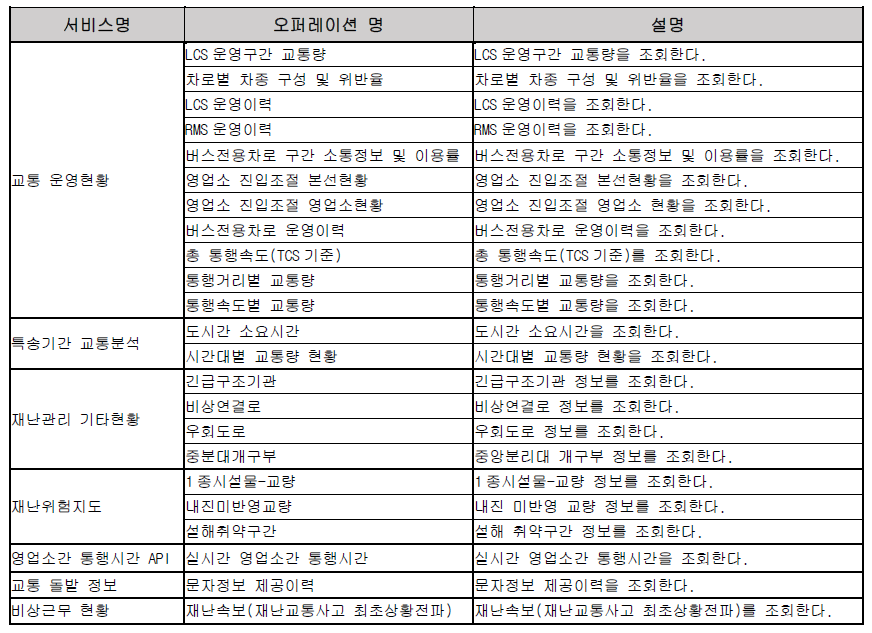 서비스명 오퍼레이션 명 설명
LCS 운영구간 교통량 LCS 운영구간 교통량을 조회한다.
차로별 차종 구성 및 위반율 차로별 차종 구성 및 위반율을 조회한다.
LCS 운영이력 LCS 운영이력을 조회한다.
RMS 운영이력 RMS 운영이력을 조회한다.
버스전용차로 구간 소통정보 및 이용률 버스전용차로 구간 소통정보 및 이용률을 조회한다.
교통 운영현황 영업소 진입조절 본선현황 영업소 진입조절 본선현황을 조회한다.
영업소 진입조절 영업소현황 영업소 진입조절 영업소 현황을 조회한다.
버스전용차로 운영이력 버스전용차로 운영이력을 조회한다.
총 통행속도(TCS 기준) 총 통행속도(TCS 기준)를 조회한다.
통행거리별 교통량 통행거리별 교통량을 조회한다.
통행속도별 교통량 통행속도별 교통량을 조회한다.
특송기간 교통분석 도시간 소요시간 도시간 소요시간을 조회한다.
시간대별 교통량 현황 시간대별 교통량 현황을 조회한다.
재난관리 기타현황 긴급구조기관 긴급구조기관 정보를 조회한다.
비상연결로 비상연결로 정보를 조회한다.
우회도로 우회도로 정보를 조회한다.
중분대개구부 중앙분리대 개구부 정보를 조회한다.
재난위험지도 1종시설물-교량 1종시설물-교량 정보를 조회한다.
내진미반영교량 내진 미반영 교량 정보를 조회한다.
설해취약구간 설해 취약구간 정보를 조회한다.
영업소간 통행시간 API 실시간 영업소간 통행시간 실시간 영업소간 통행시간을 조회한다.
교통 돌발 정보 문자정보 제공이력 문자정보 제공이력을 조회한다.
비상근무 현황 재난속보(재난교통사고 최초상황전파) 재난속보(재난교통사고 최초상황전파)를 조회한다.